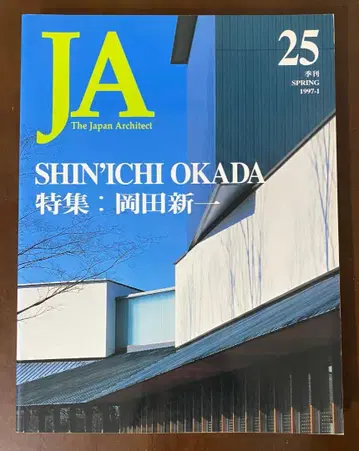 JA
The Japan Architect
25
季刊
SPRING
1997-1
SHIN'ICHI OKADA
特集：岡田新一